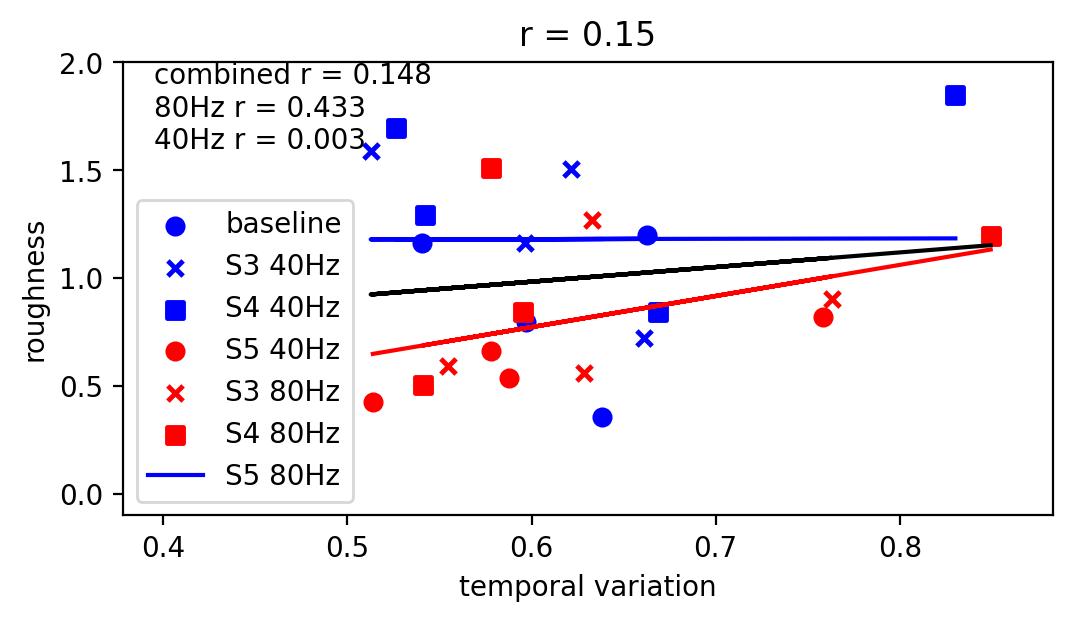 r = 0.15
combined r = 0.148
80Hz r = 0.433
40Hz r = 0.003
baseline
S3 40Hz
S4 40Hz
S5 40Hz
S3 80Hz
S4 80Hz
S5 80Hz
roughness
2.0
1.5
1.0
0.5
0.0
0.4 0.5 0.6 0.7 0.8
temporal variation